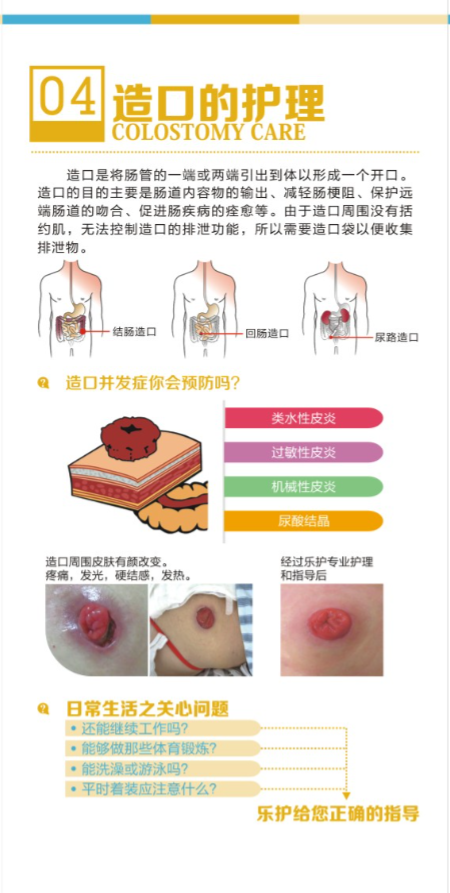 04
造口的护理
COLOSTOMY CARE
造口是将肠管的一端或两端引出到体以形成一个开口。
造口的目的主要是肠道内容物的输出、减轻肠梗阻、保护远
端肠道的吻合、促进肠疾病的痊愈等。由于造口周围没有括
约肌，无法控制造口的排泄功能，所以需要造口袋以便收集
排泄物。
结肠造口
回肠造口
尿路造口
造口并发症你会预防吗?
类水性皮炎
过敏性皮炎
机械性皮炎
尿酸结晶
造口周围皮肤有颜改变。
疼痛，发光，硬结感，发热。
经过乐护专业护理
和指导后
日常生活之关心问题
• 还能继续工作吗?
• 能够做那些体育锻炼?
• 能洗澡或游泳吗?
• 平时着装应注意什么?
乐护给您正确的指导